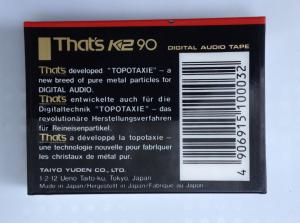 That's K2 90 DIGITAL AUDIO TAPE
That's developed "TOPOTAXIE" – a
new breed of pure metal particles for
DIGITAL AUDIO.
That's entwickelte auch für die
Digitaltechnik "TOPOTAXIE" – das
revolutionäre Herstellungsverfahren
für Reineisenpartikel.
That's a développé la topotaxie –
une technologie nouvelle pour fabriquer
les christaux de métal pur.
TAIYO YUDEN CO., LTD.
1-2-12 Ueno Taito-ku, Tokyo, Japan
Made in Japan/Hergestellt in Japan/Fabriqué au Japon
4 906915 100032